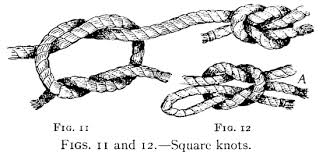 A
FIG. 11 FIG. 12
FIGS. 11 and 12.—Square knots.